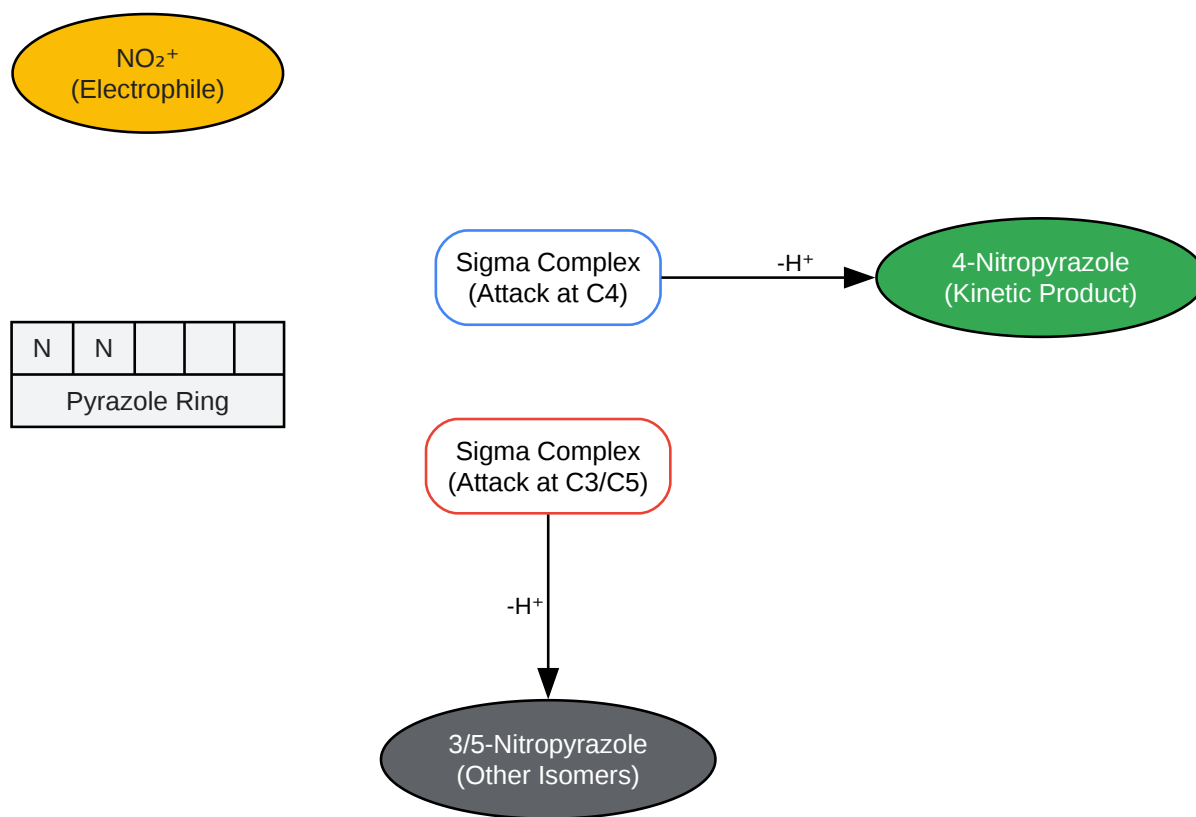 NO₂⁺
(Electrophile)
Sigma Complex
(Attack at C4)
-H⁺
4-Nitropyrazole
(Kinetic Product)
N N
Pyrazole Ring
Sigma Complex
(Attack at C3/C5)
-H⁺
3/5-Nitropyrazole
(Other Isomers)